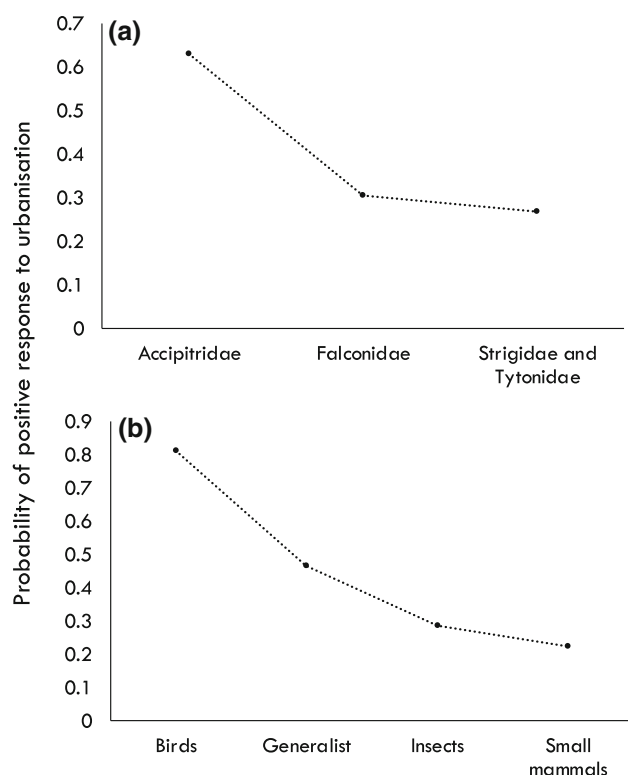 Probability of positive response to urbanisation
(a)
0.7
0.6
0.5
0.4
0.3
0.2
0.1
0
Accipitridae
Falconidae
Strigidae and
Tytonidae
(b)
0.9
0.8
0.7
0.6
0.5
0.4
0.3
0.2
0.1
0
Birds
Generalist
Insects
Small
mammals